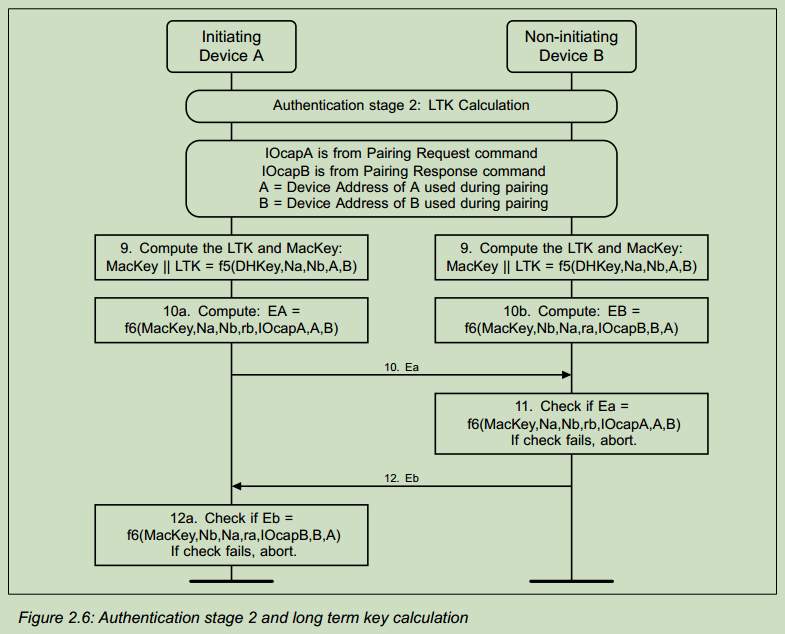 Initiating
Device A
Non-initiating
Device B
Authentication stage 2: LTK Calculation
IOcapA is from Pairing Request command
IOcapB is from Pairing Response command
A = Device Address of A used during pairing
B = Device Address of B used during pairing
9. Compute the LTK and MacKey:
MacKey || LTK = f5(DHKey,Na,Nb,A,B)
9. Compute the LTK and MacKey:
MacKey || LTK = f5(DHKey,Na,Nb,A,B)
10a. Compute: EA =
f6(MacKey,Na,Nb,rb,IOcapA,A,B)
10b. Compute: EB =
f6(MacKey,Nb,Na,ra,IOcapB,B,A)
10. Ea
11. Check if Ea =
f6(MacKey,Na,Nb,rb,IOcapA,A,B)
If check fails, abort.
12. Eb
12a. Check if Eb =
f6(MacKey,Nb,Na,ra,IOcapB,B,A)
If check fails, abort.
Figure 2.6: Authentication stage 2 and long term key calculation